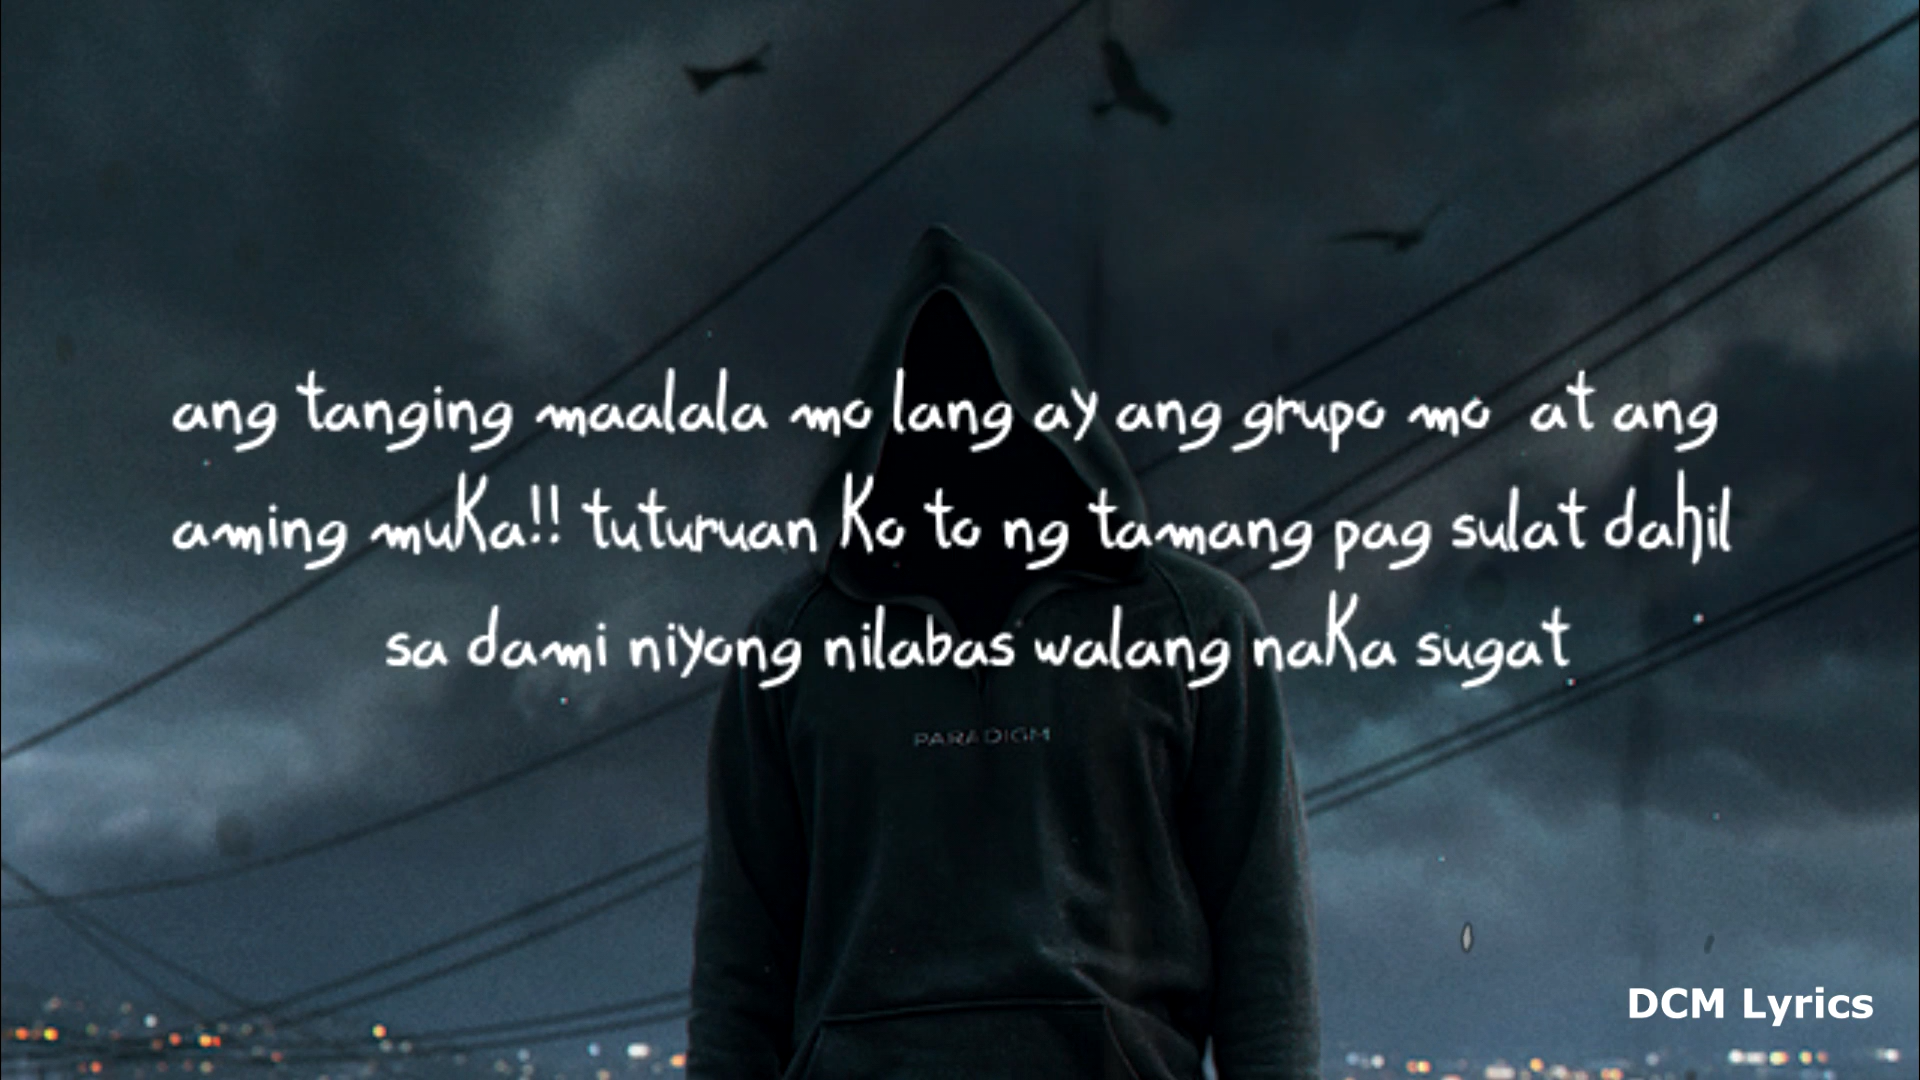 ang tanging maalala mo lang ay ang grupo mo at ang
aming muka!! tuturuan ko to ng tamang pag sulat dahil
sa dami niyong nilabas walang naka sugat
PARADIGM
DCM Lyrics